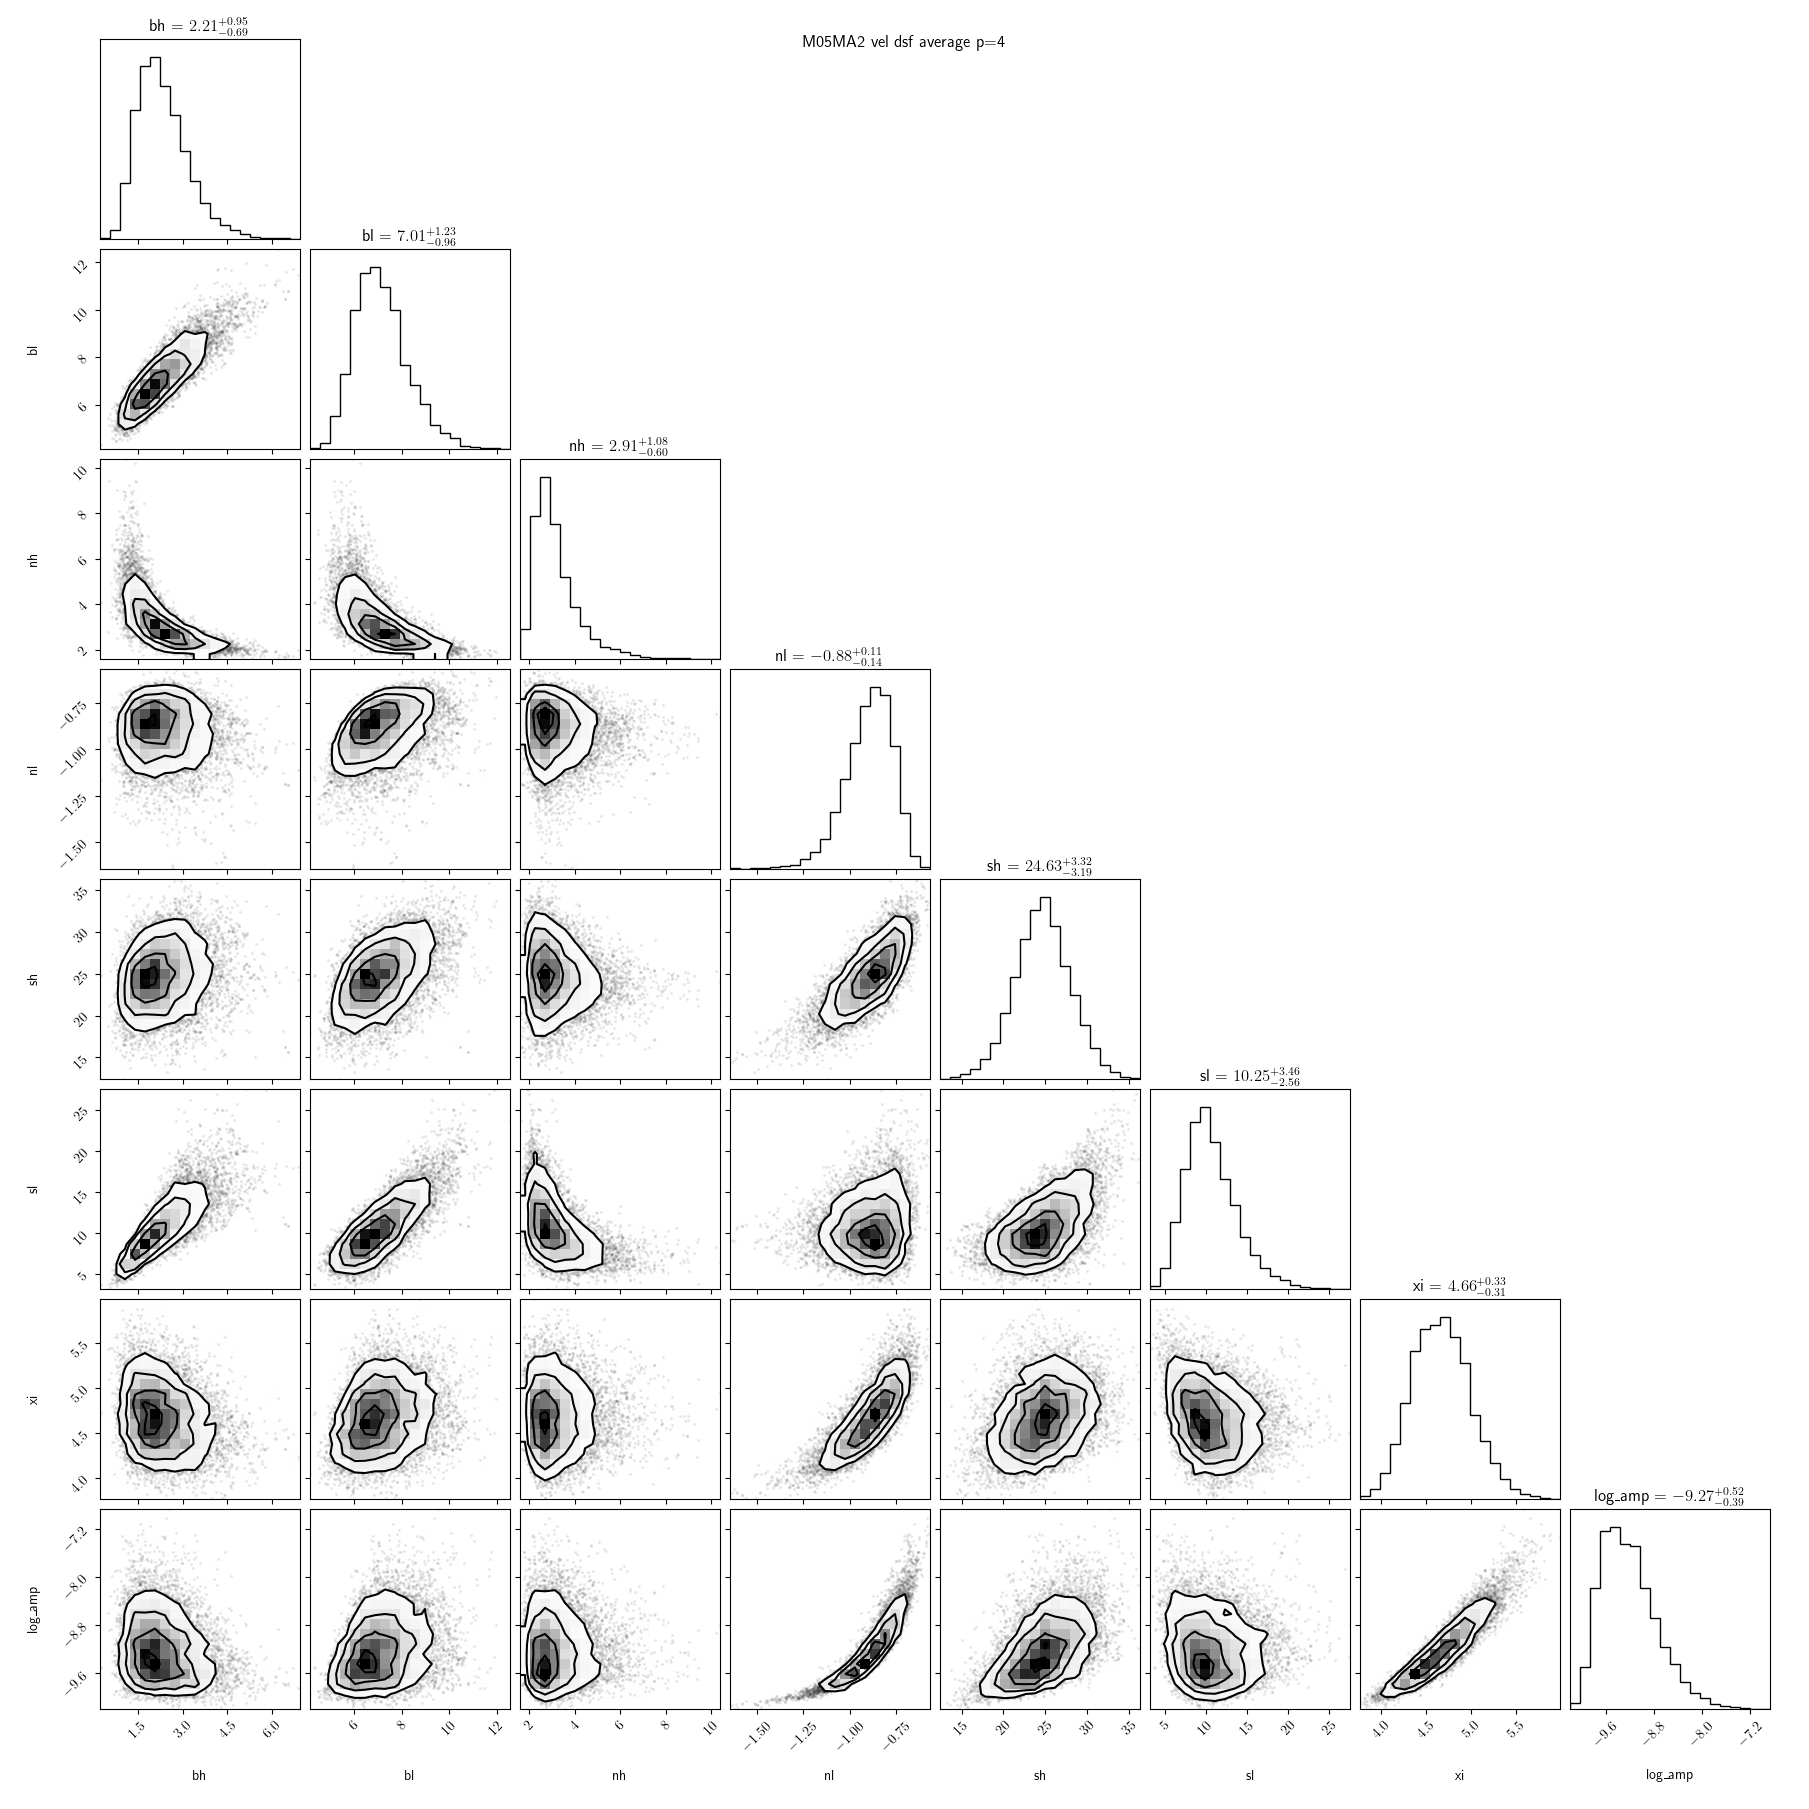 M05MA2 vel dsf average p=4
bh = 2.21 +0.95 −0.69
bl = 7.01 +1.23 −0.96
12
10
8
6
bl
nh = 2.91 +1.08 −0.60
10
8
6
4
2
nh
nl = −0.88 +0.11 −0.14
−0.75
−1.00
−1.25
−1.50
nl
sh = 24.63 +3.32 −3.19
35
30
25
20
15
sh
sl = 10.25 +3.46 −2.56
25
20
15
10
5
sl
xi = 4.66 +0.33 −0.31
5.5
5.0
4.5
4.0
xi
log_amp = −9.27 +0.52 −0.39
−7.2
−8.0
−8.8
−9.6
log_amp
1.5 3.0 4.5 6.0 6 8 10 12 2 4 6 8 10 −1.50 −1.25 −1.00 −0.75 15 20 25 30 35 5 10 15 20 25 4.0 4.5 5.0 5.5 −9.6 −8.8 −8.0 −7.2
bh bl nh nl sh sl xi log_amp